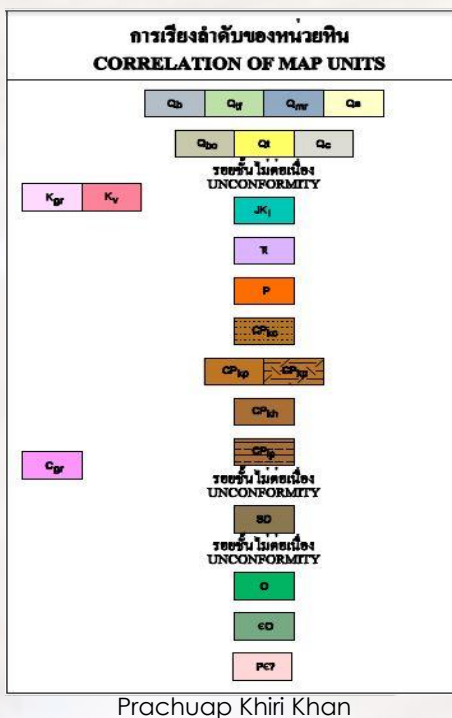 การเรียงลำดับของหน่วยหิน
CORRELATION OF MAP UNITS
Qb Qtf Qmr Qa
Qbo Qt Qc
รอยชั้นไม่ต่อเนื่อง
UNCONFORMITY
Kgr Kv
JKl
P
CPko
CPkp CPkp
CPkh
CPlp
Cgr
รอยชั้นไม่ต่อเนื่อง
UNCONFORMITY
SD
รอยชั้นไม่ต่อเนื่อง
UNCONFORMITY
O
ЄO
PЄ?
Prachuap Khiri Khan